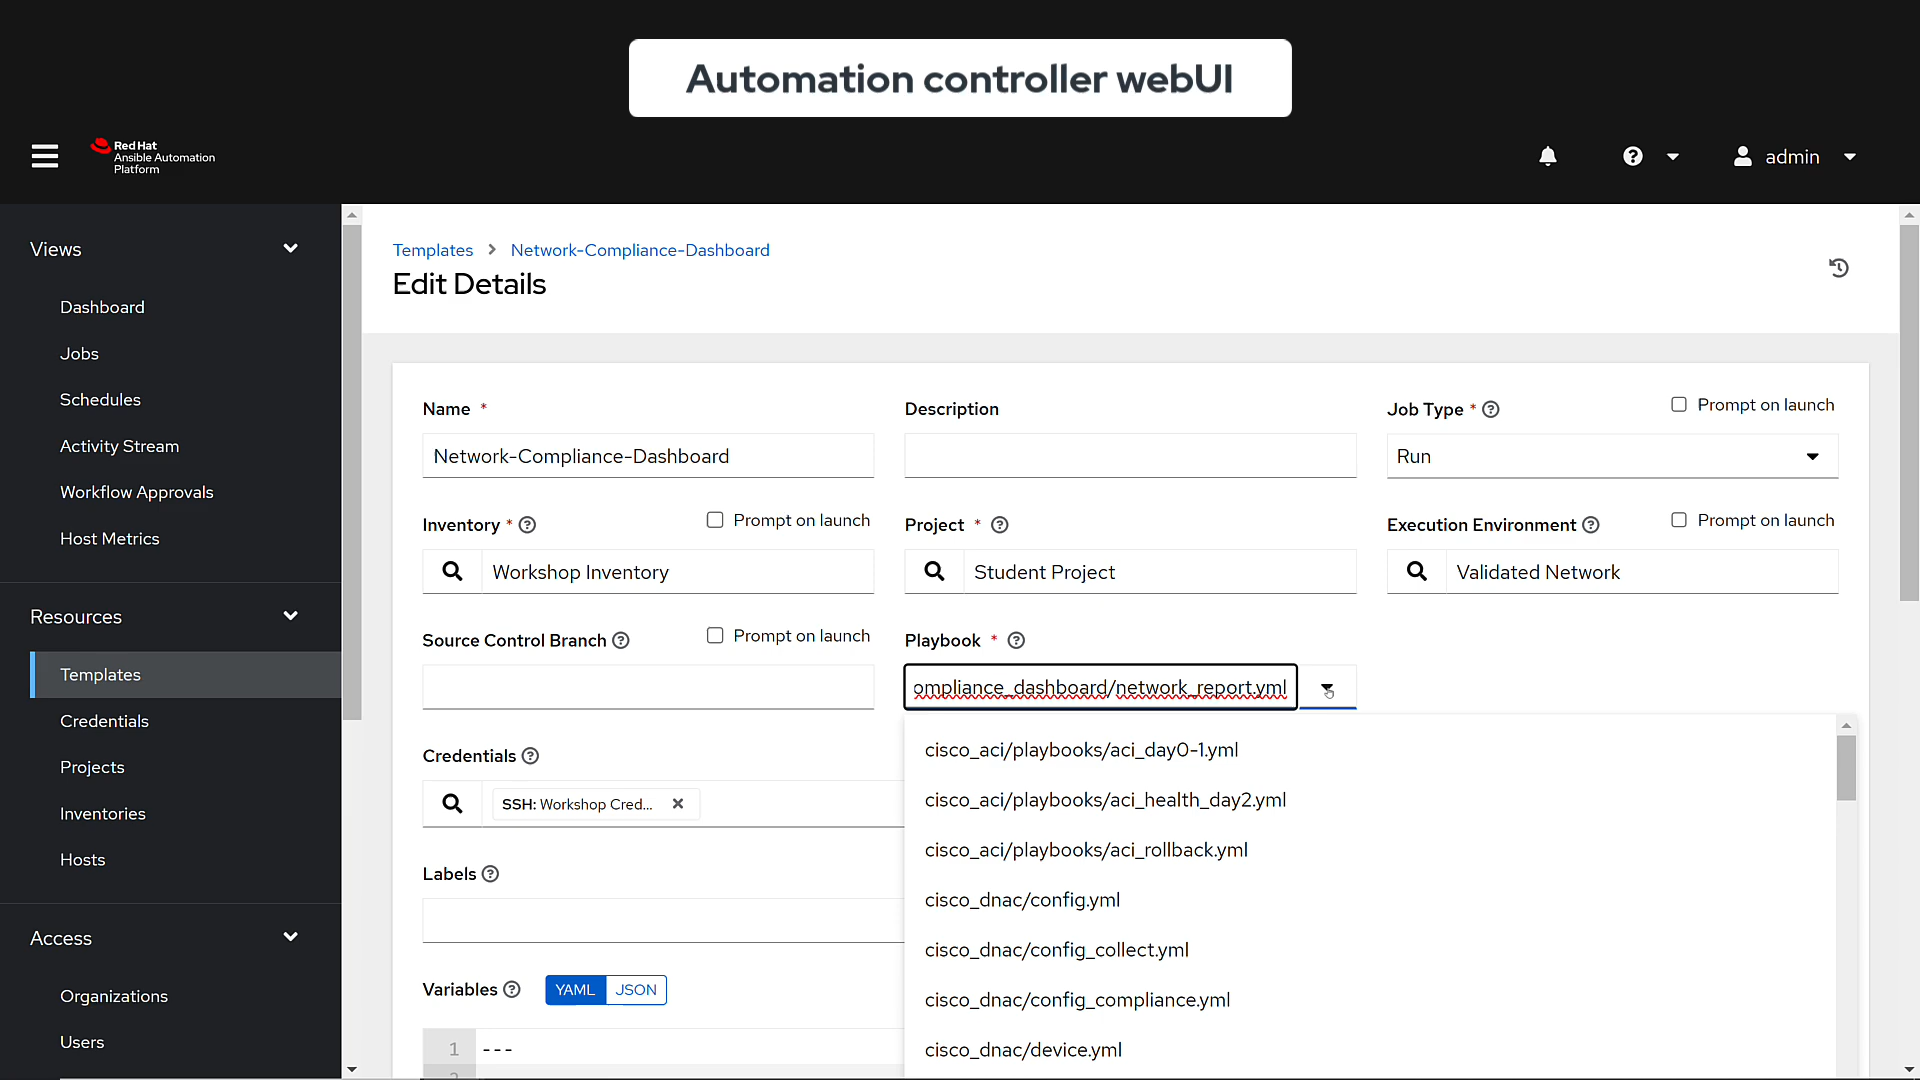 Automation controller webUI
Red Hat
Ansible Automation
Platform
admin
Views
Dashboard
Jobs
Schedules
Activity Stream
Workflow Approvals
Host Metrics
Resources
Templates
Credentials
Projects
Inventories
Hosts
Access
Organizations
Users
Templates > Network-Compliance-Dashboard
Edit Details
Name *
Network-Compliance-Dashboard
Description
Job Type *
Prompt on launch
Run
Inventory *
Prompt on launch
Workshop Inventory
Project *
Student Project
Execution Environment
Prompt on launch
Validated Network
Source Control Branch
Prompt on launch
Playbook *
ompliance_dashboard/network_report.yml
cisco_aci/playbooks/aci_day0-1.yml
cisco_aci/playbooks/aci_health_day2.yml
cisco_aci/playbooks/aci_rollback.yml
cisco_dnac/config.yml
cisco_dnac/config_collect.yml
cisco_dnac/config_compliance.yml
cisco_dnac/device.yml
Credentials
SSH: Workshop Cred...
Labels
Variables
YAML JSON
1 ---